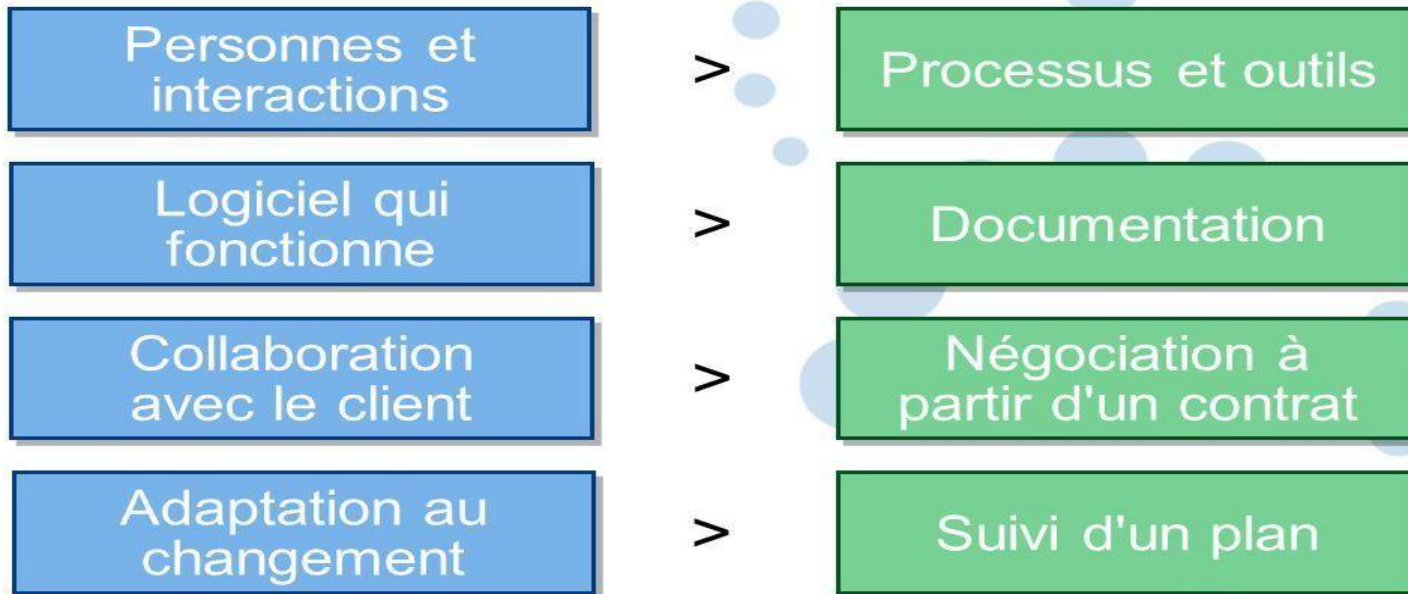 Personnes et
interactions
>
Processus et outils
Logiciel qui
fonctionne
>
Documentation
Collaboration
avec le client
>
Négociation à
partir d'un contrat
Adaptation au
changement
>
Suivi d'un plan